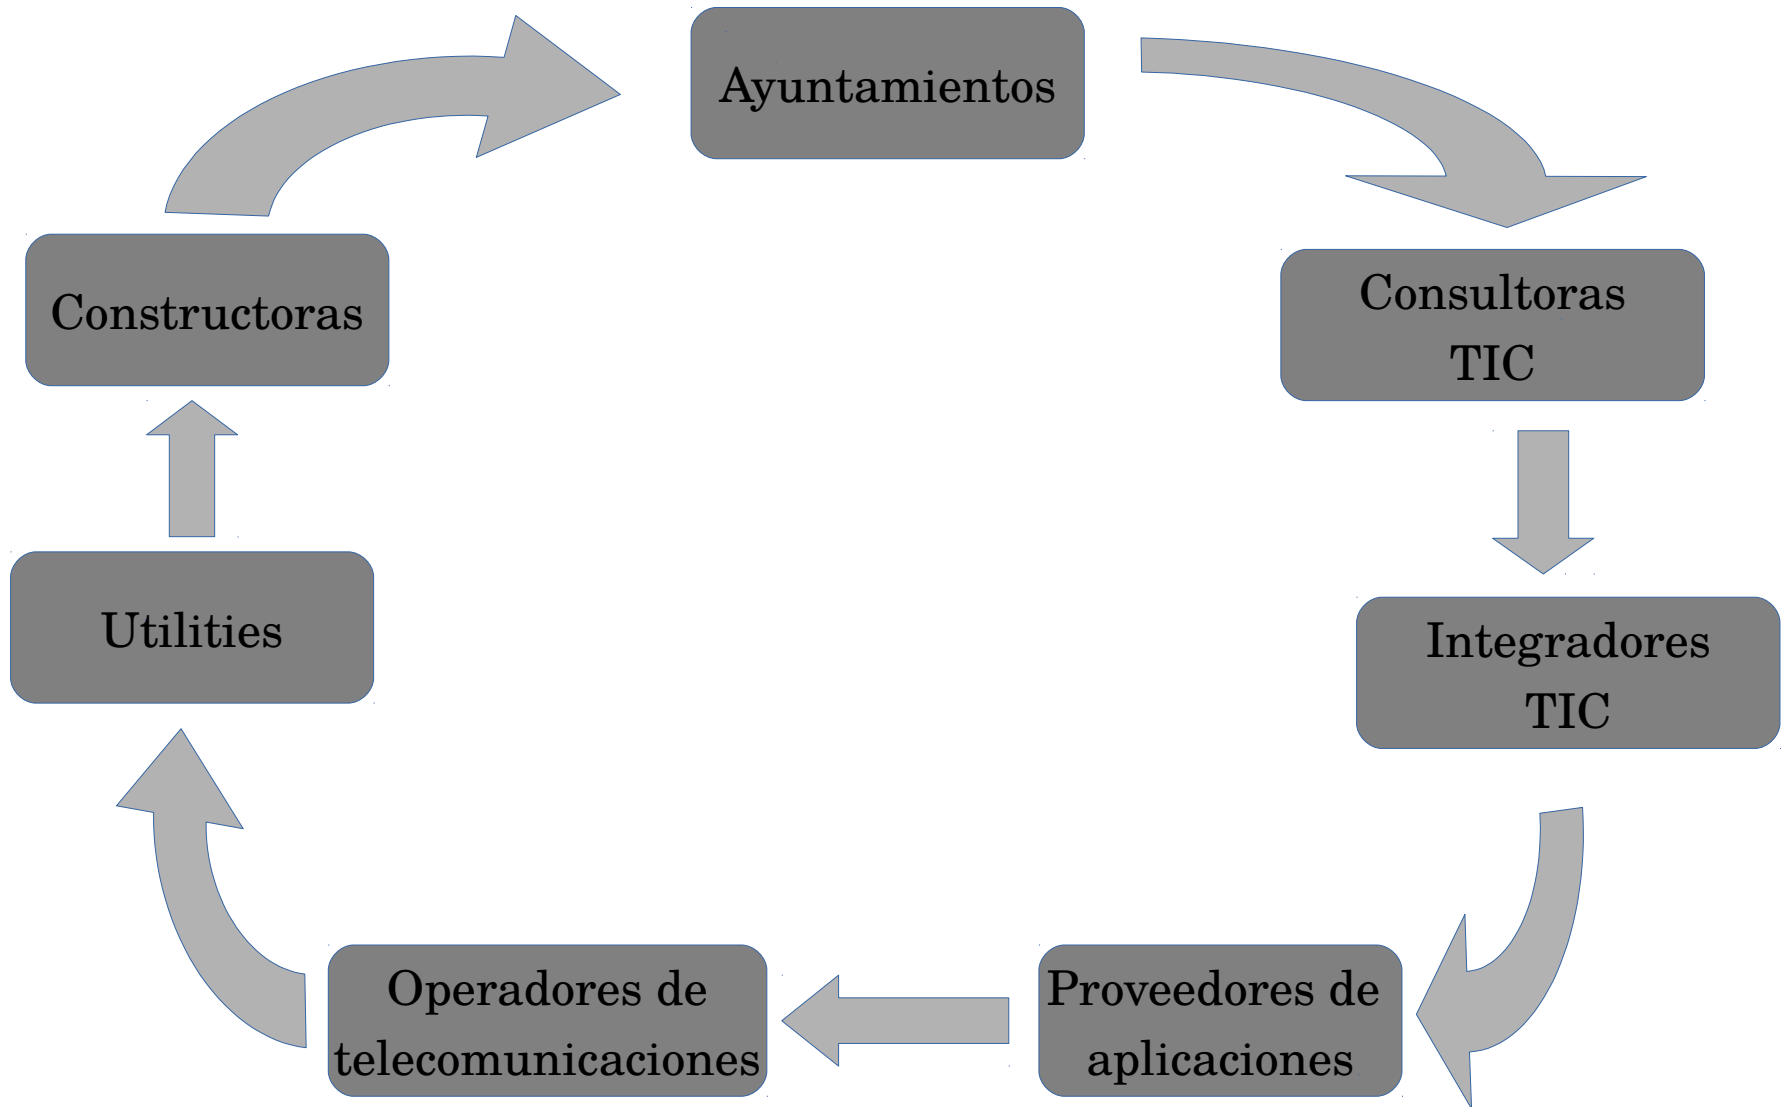 Ayuntamientos
Consultoras
TIC
Integradores
TIC
Proveedores de
aplicaciones
Operadores de
telecomunicaciones
Utilities
Constructoras